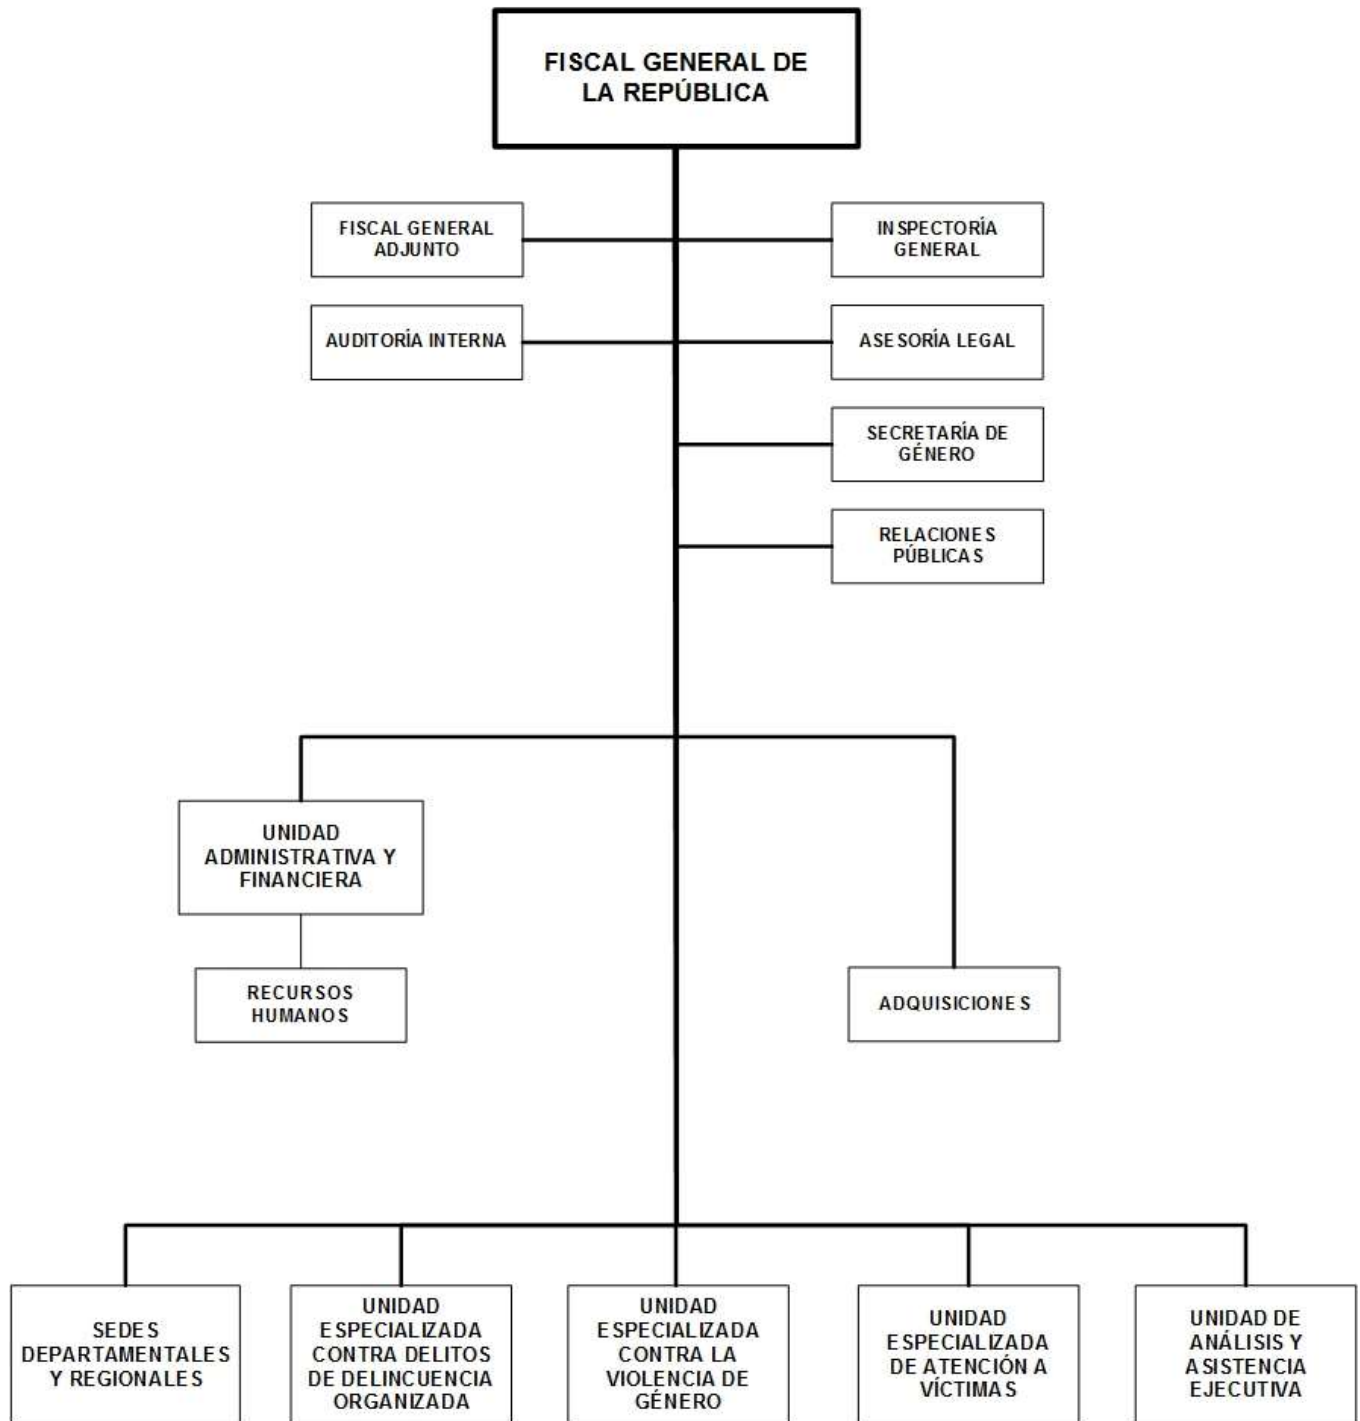 FISCAL GENERAL DE
LA REPÚBLICA
FISCAL GENERAL
ADJUNTO
INSPECTORÍA
GENERAL
AUDITORÍA INTERNA
ASESORÍA LEGAL
SECRETARÍA DE
GÉNERO
RELACIONES
PÚBLICAS
UNIDAD
ADMINISTRATIVA Y
FINANCIERA
RECURSOS
HUMANOS
ADQUISICIONES
SEDES
DEPARTAMENTALES
Y REGIONALES
UNIDAD
ESPECIALIZADA
CONTRA DELITOS
DE DELINCUENCIA
ORGANIZADA
UNIDAD
ESPECIALIZADA
CONTRA LA
VIOLENCIA DE
GÉNERO
UNIDAD
ESPECIALIZADA
DE ATENCIÓN A
VÍCTIMAS
UNIDAD DE
ANÁLISIS Y
ASISTENCIA
EJECUTIVA